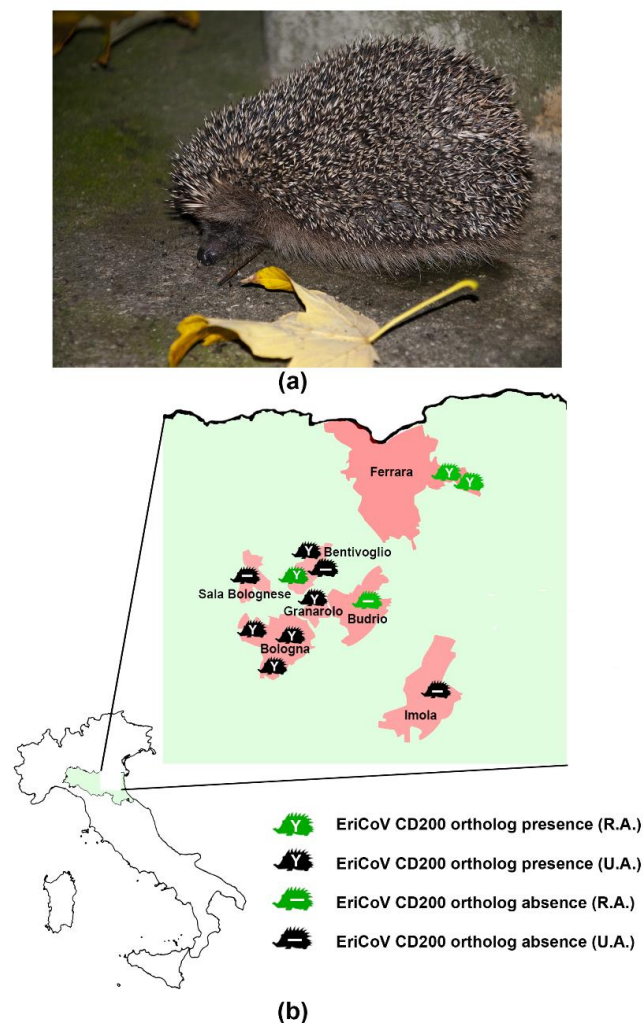 (a)
Ferrara
Y
Y
Y
Bentivoglio
Y
Sala Bolognese
Y
Granarolo
Budrio
Y
Y
Bologna
Y
Imola
Y
EriCoV CD200 ortholog presence (R.A.)
Y
EriCoV CD200 ortholog presence (U.A.)
EriCoV CD200 ortholog absence (R.A.)
EriCoV CD200 ortholog absence (U.A.)
(b)